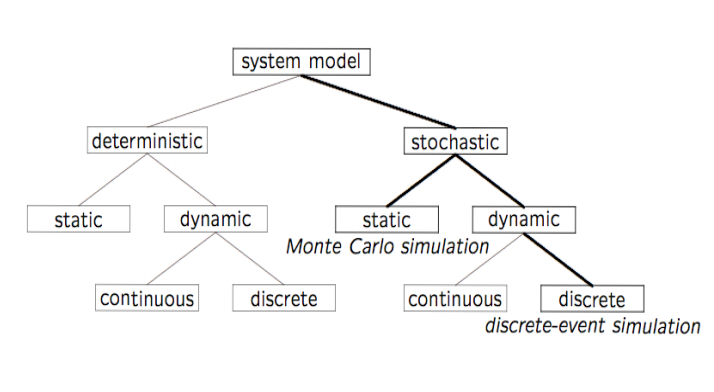 system model
deterministic
stochastic
static
dynamic
static
dynamic
Monte Carlo simulation
continuous
discrete
continuous
discrete
discrete-event simulation